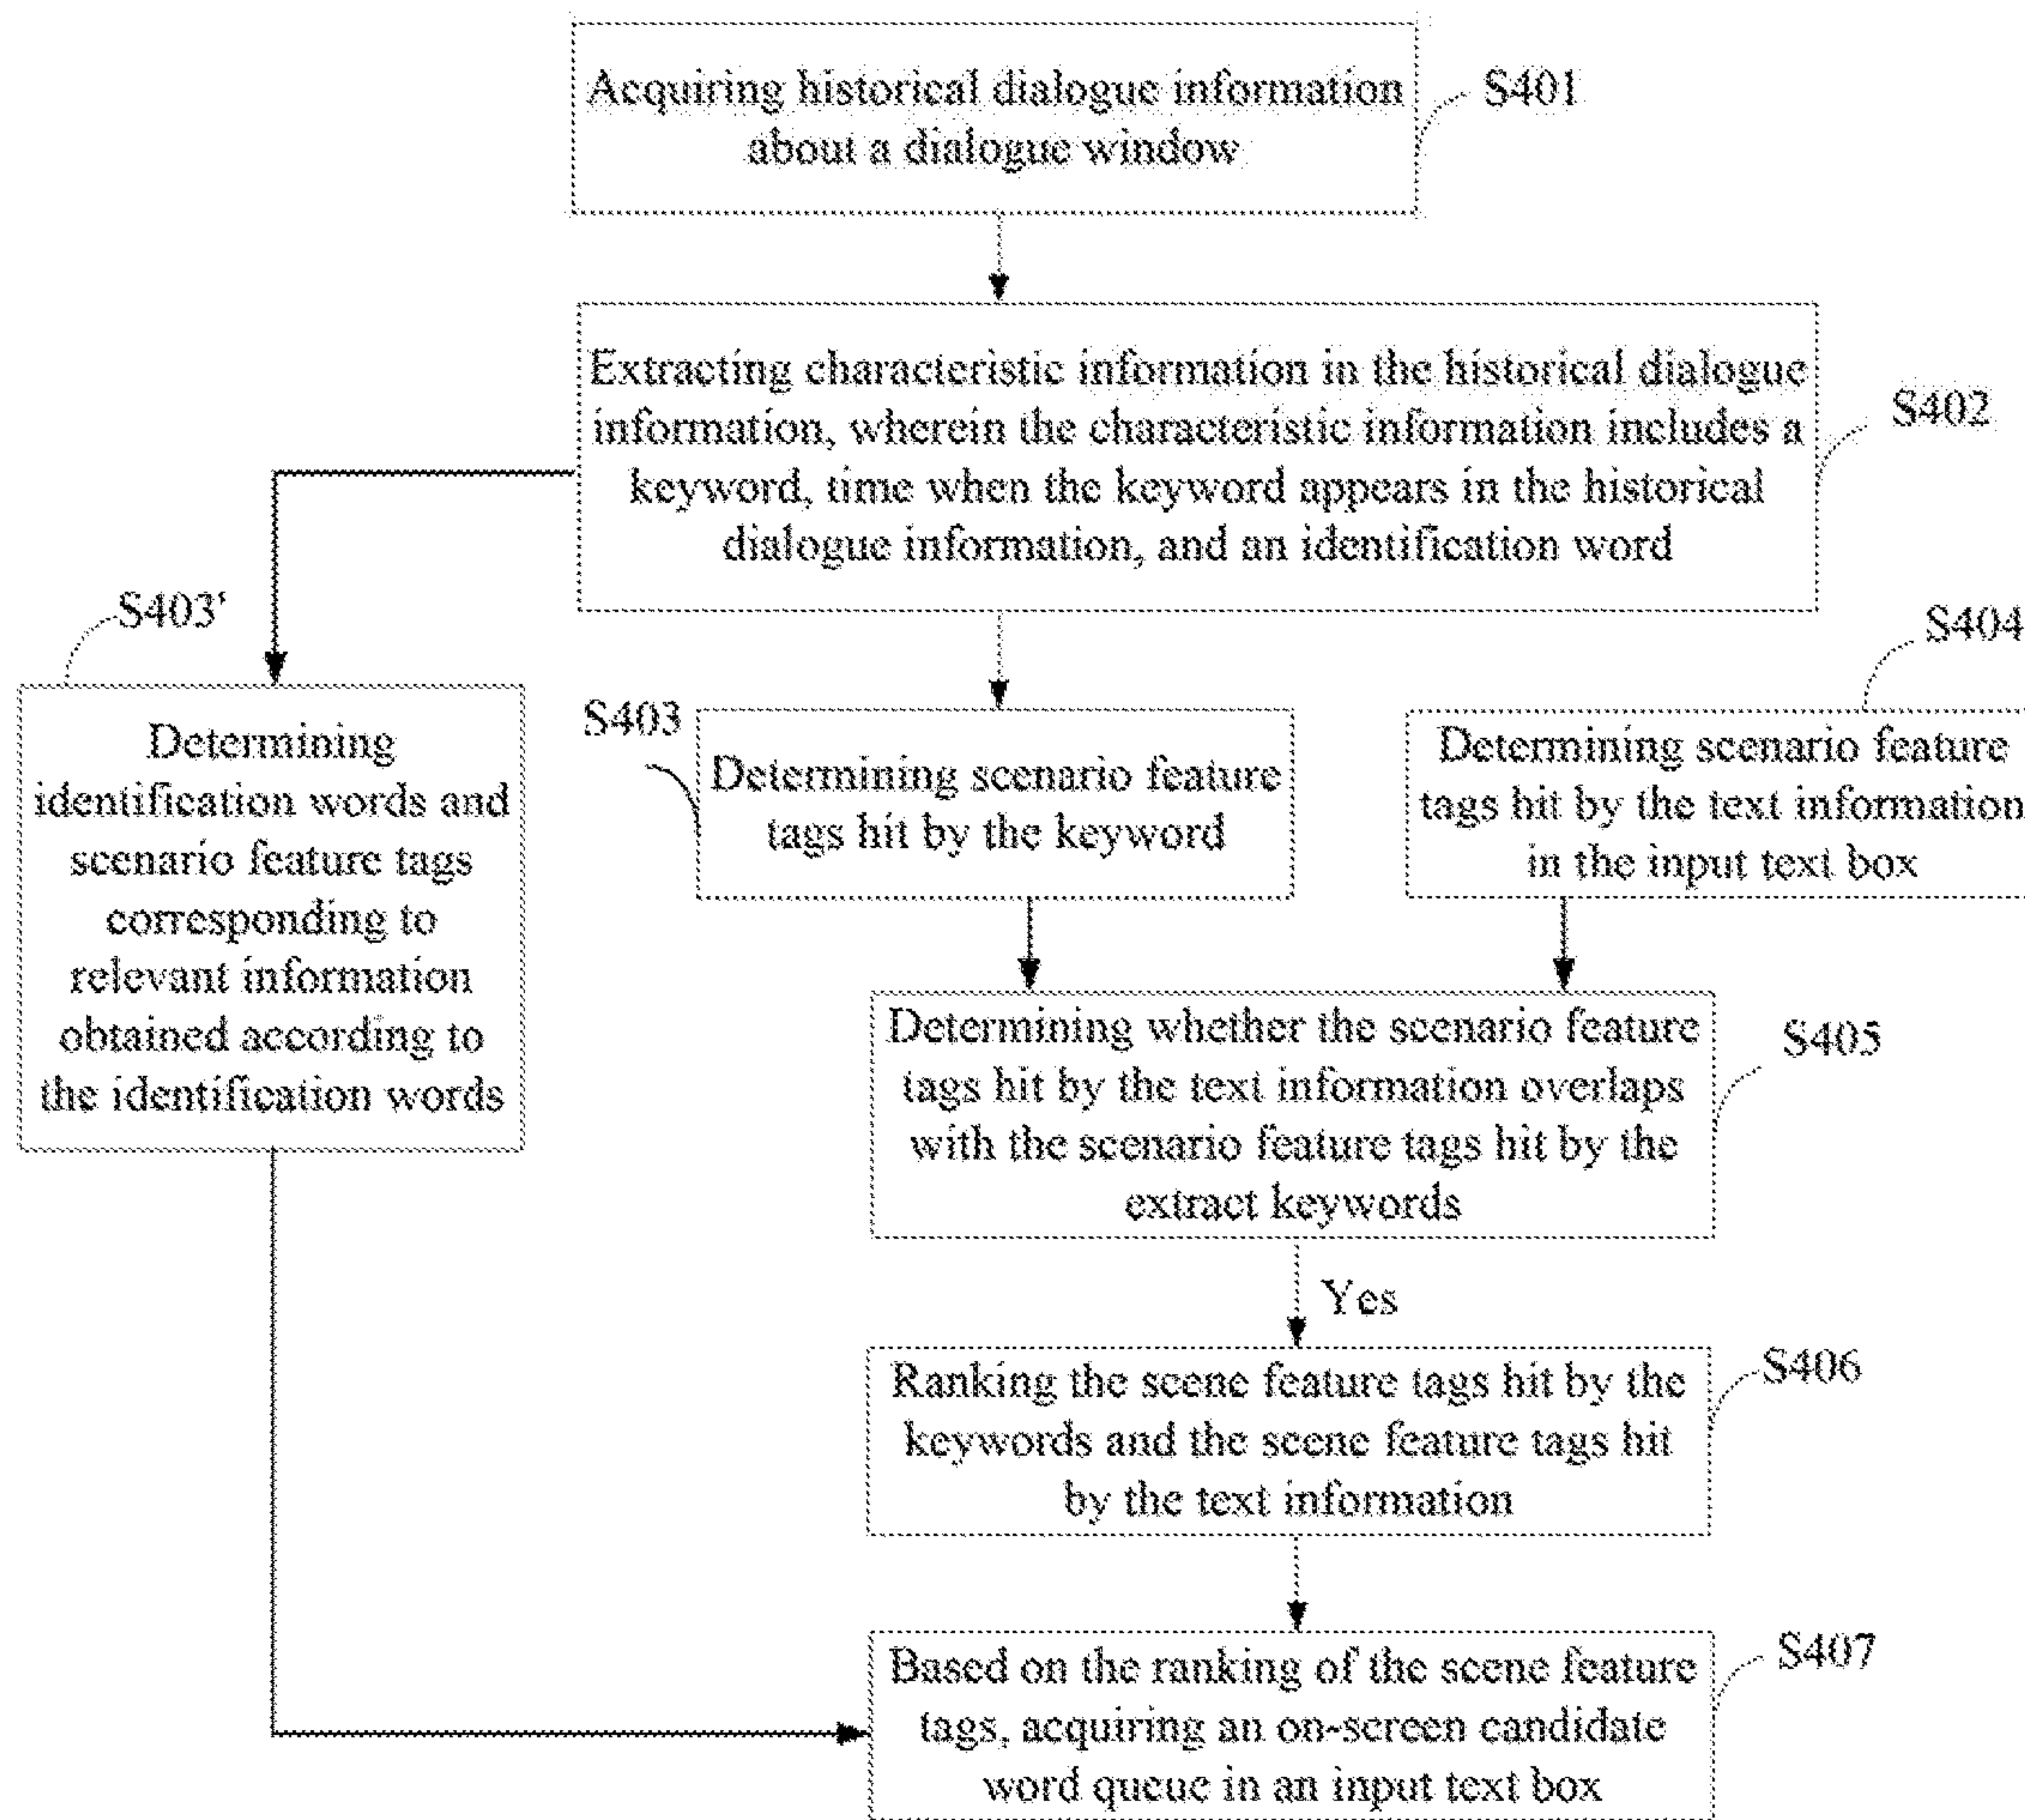 Acquiring historical dialogue information
about a dialogue window
S401
Extracting characteristic information in the historical dialogue
information, wherein the characteristic information includes a
keyword, time when the keyword appears in the historical
dialogue information, and an identification word
S402
S403'
Determining
identification words and
scenario feature tags
corresponding to
relevant information
obtained according to
the identification words
S403
Determining scenario feature
tags hit by the keyword
S404
Determining scenario feature
tags hit by the text information
in the input text box
Determining whether the scenario feature
tags hit by the text information overlaps
with the scenario feature tags hit by the
extract keywords
S405
Yes
Ranking the scene feature tags hit by the
keywords and the scene feature tags hit
by the text information
S406
Based on the ranking of the scene feature
tags, acquiring an on-screen candidate
word queue in an input text box
S407